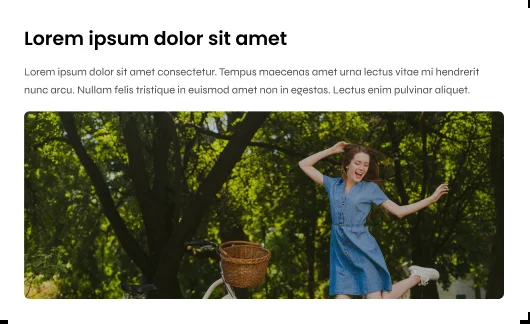 Lorem ipsum dolor sit amet
Lorem ipsum dolor sit amet consectetur. Tempus maecenas amet urna lectus vitae mi hendrerit
nunc arcu. Nullam felis tristique in euismod amet non in egestas. Lectus enim pulvinar aliquet.